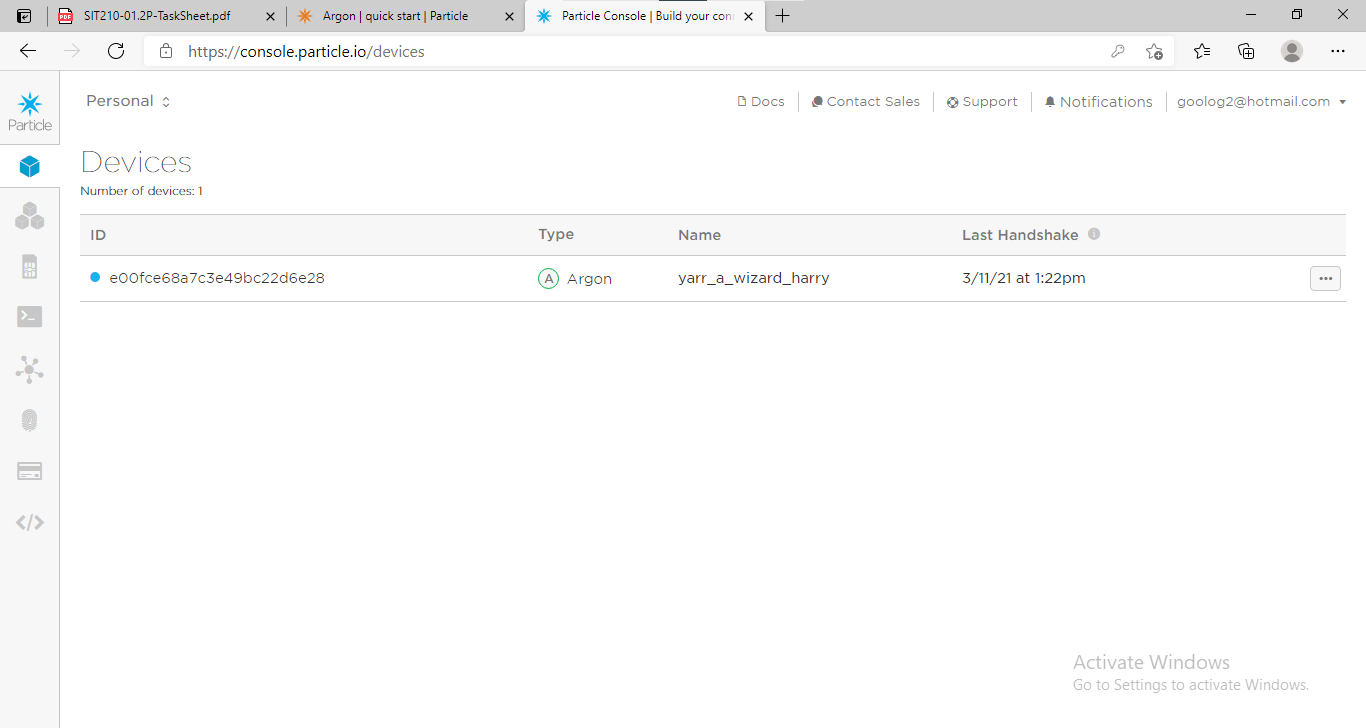 SIT210-01.2P-TaskSheet.pdf
Argon | quick start | Particle
Particle Console | Build your conn
https://console.particle.io/devices
Particle
Personal
Docs
Contact Sales
Support
Notifications
goolog2@hotmail.com
Devices
Number of devices: 1
ID Type Name Last Handshake
e00fce68a7c3e49bc22d6e28 A Argon yarr_a_wizard_harry 3/11/21 at 1:22pm
Activate Windows
Go to Settings to activate Windows.